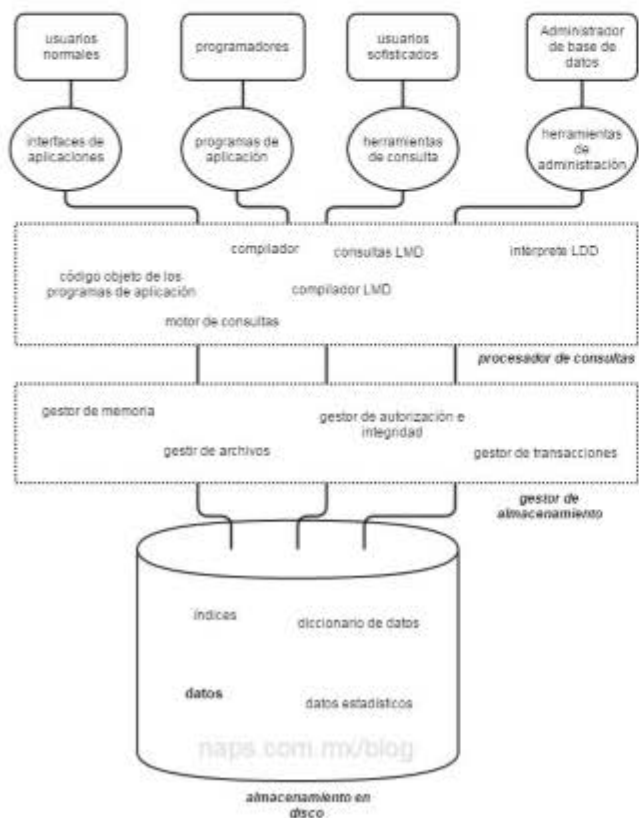 usuarios
normales
programadores
usuarios
sofisticados
Administrador
de base de
datos
interfaces de
aplicaciones
programas de
aplicación
herramientas
de consulta
herramientas
de
administración
compilador
consultas LMD
intérprete LDD
código objeto de los
programas de aplicación
compilador LMD
motor de consultas
procesador de consultas
gestor de memoria
gestor de autorización e
integridad
gestir de archivos
gestor de transacciones
gestor de
almacenamiento
índices
diccionario de datos
datos
datos estadísticos
naps.com.mx/blog
almacenamiento en
disco